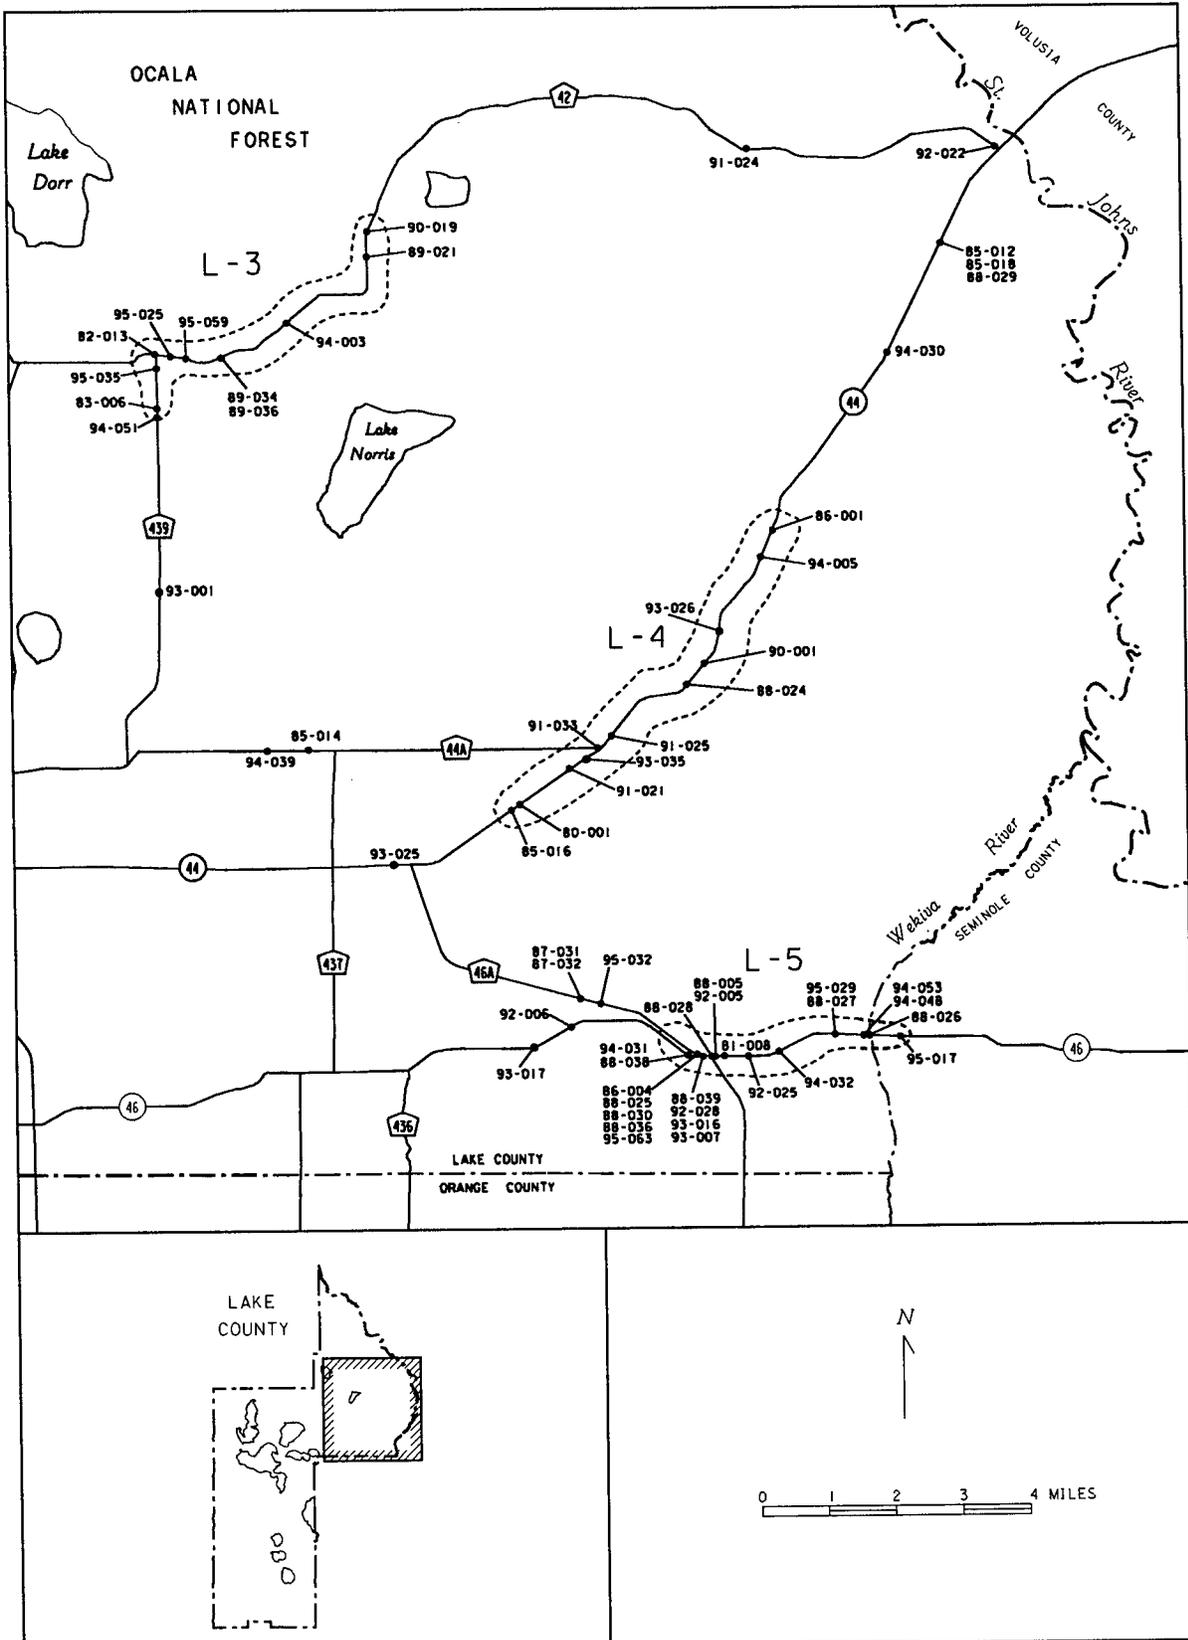 VOLUSIA
COUNTY
OCALA
NATIONAL
FOREST
St.
Johns
River
42
Lake
Dorr
91-024
92-022
90-019
89-021
L-3
85-012
85-018
88-029
95-025
95-059
82-013
94-003
94-030
95-035
89-034
89-036
83-006
94-051
44
Lake
Norris
439
86-001
94-005
93-001
93-026
L-4
90-001
88-024
91-033
85-014
44A
91-025
94-039
93-035
91-021
80-001
85-016
93-025
44
River
Wekiva
SEMINOLE COUNTY
437
46A
87-031
87-032
95-032
L-5
88-005
92-005
88-028
95-029
88-027
94-053
94-048
88-026
92-006
81-008
94-031
88-038
93-017
95-017
46
94-032
92-025
86-004
88-025
88-030
88-036
95-063
88-039
92-028
93-016
93-007
46
436
LAKE COUNTY
ORANGE COUNTY
LAKE
COUNTY
N
0 1 2 3 4 MILES